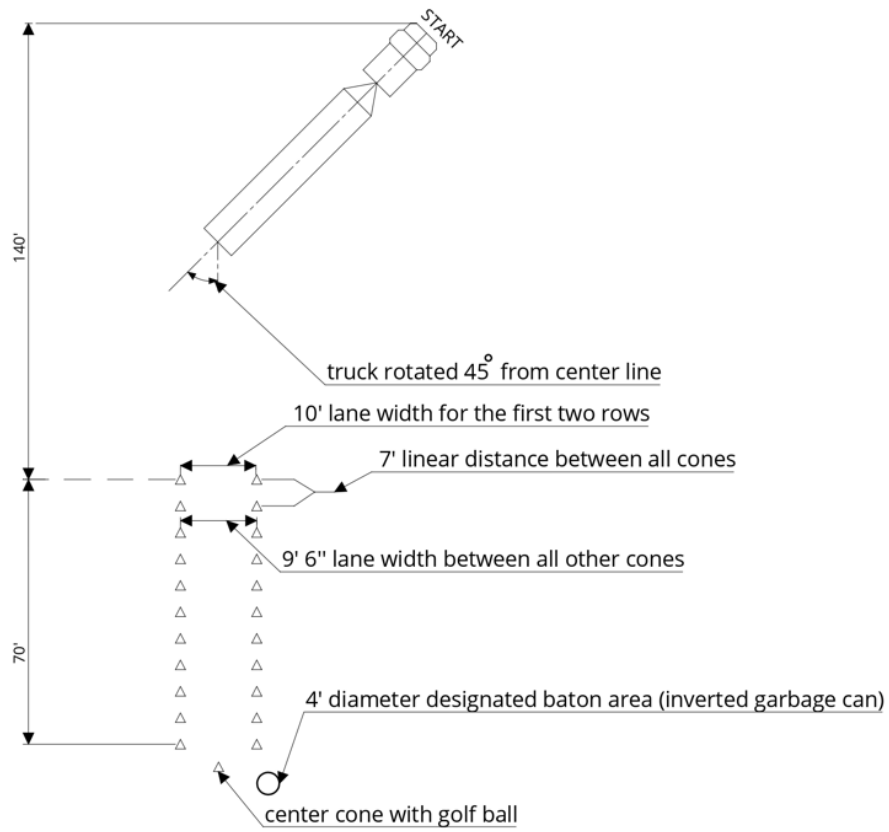 START
140'
truck rotated 45° from center line
10' lane width for the first two rows
7' linear distance between all cones
9' 6'' lane width between all other cones
70'
4' diameter designated baton area (inverted garbage can)
center cone with golf ball